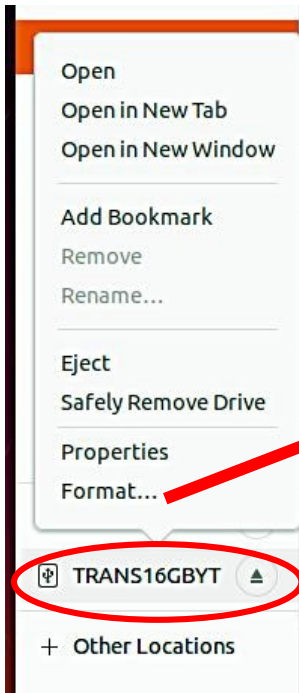 Open
Open in New Tab
Open in New Window
Add Bookmark
Remove
Rename...
Eject
Safely Remove Drive
Properties
Format...
TRANS16GBYT
+ Other Locations